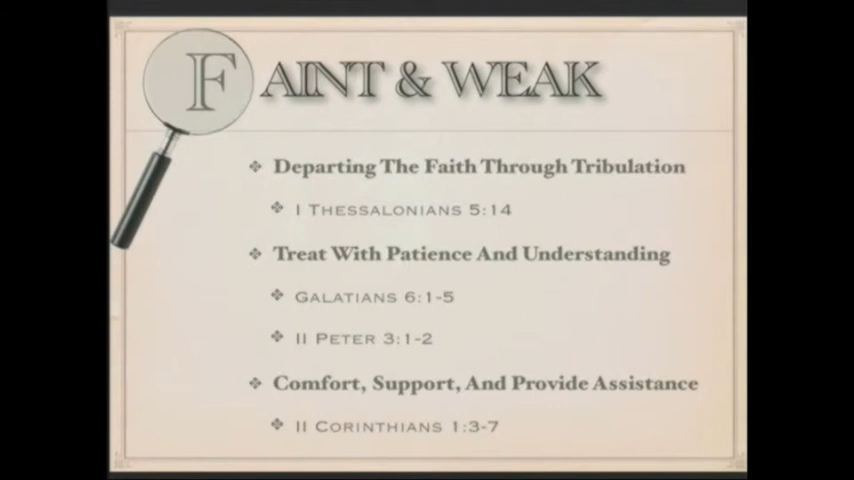 FAINT & WEAK
Departing The Faith Through Tribulation
I THESSALONIANS 5:14
Treat With Patience And Understanding
GALATIANS 6:1-5
II PETER 3:1-2
Comfort, Support, And Provide Assistance
II CORINTHIANS 1:3-7